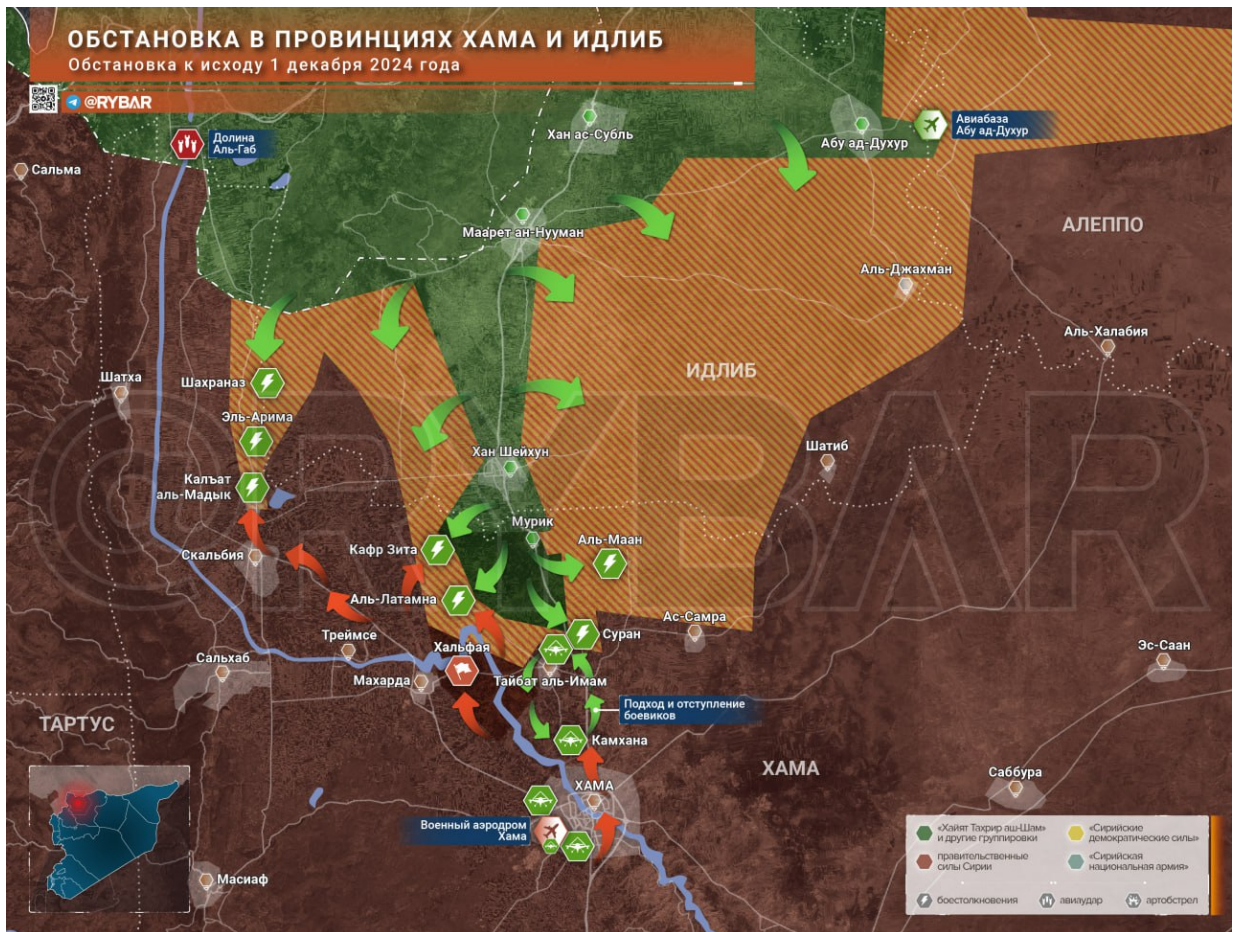 ОБСТАНОВКА В ПРОВИНЦИЯХ ХАМА И ИДЛИБ
Обстановка к исходу 1 декабря 2024 года
@RYBAR
Долина
Аль-Габ
Хан ас-Субль
Абу ад-Духур
Авиабаза
Абу ад-Духур
Сальма
Маарет ан-Нууман
АЛЕППО
Аль-Джахман
Аль-Халабия
Шатха
Шахраназ
ИДЛИБ
Эль-Арима
©RYBAR
Хан Шейхун
Шатиб
Калъат
аль-Мадык
Мурик
Аль-Маан
Скальбия
Кафр Зита
Аль-Латамна
Ас-Самра
Суран
Треймсе
Хальфая
Эс-Саан
Сальхаб
Махарда
Тайбат аль-Имам
Подход и отступление
боевиков
ТАРТУС
Камхана
ХАМА
Саббура
ХАМА
Военный аэродром
Хама
Масиаф
«Хайят Тахрир аш-Шам»
и другие группировки
«Сирийские
демократические силы»
правительственные
силы Сирии
«Сирийская
национальная армия»
боестолкновения
авиаудар
артобстрел